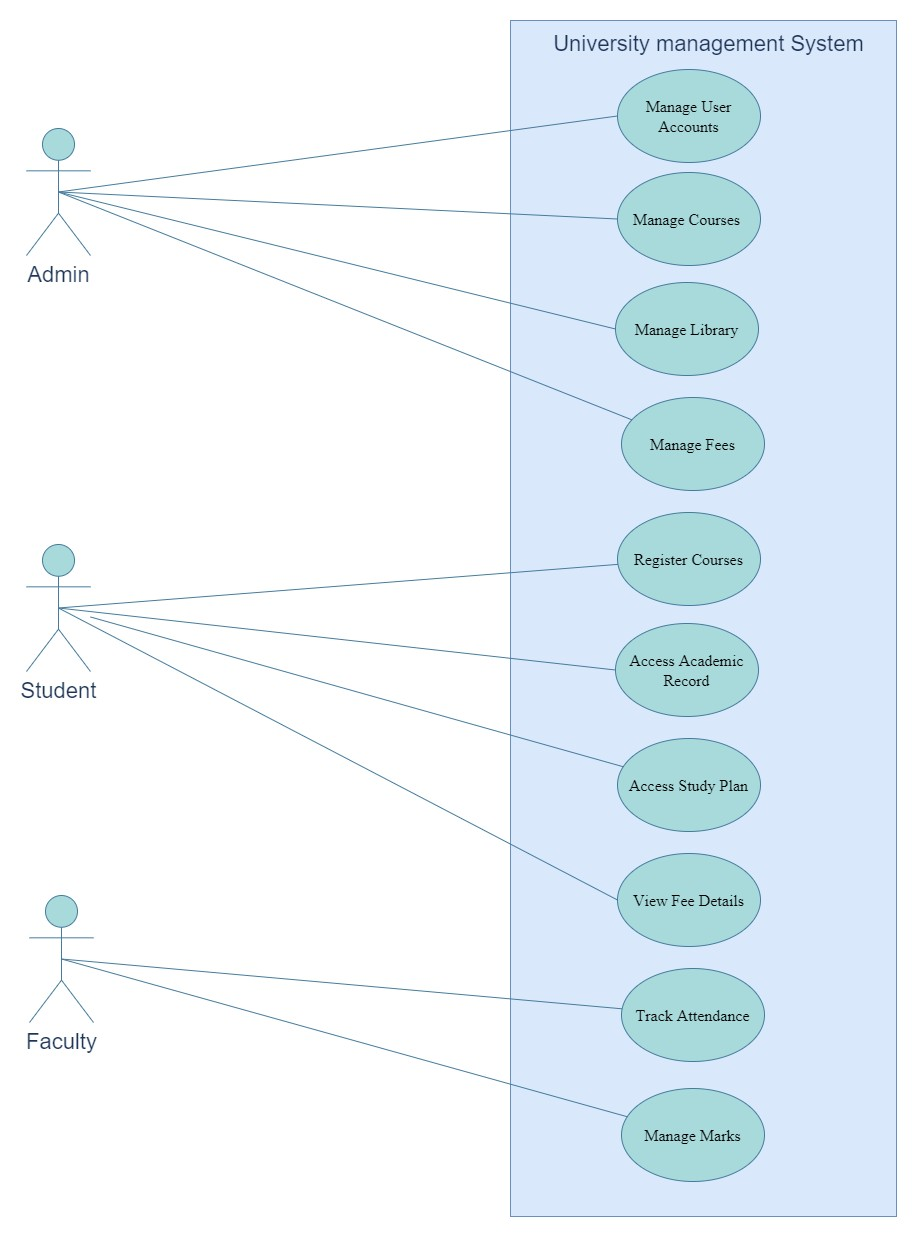 University management System
Manage User
Accounts
Manage Courses
Admin
Manage Library
Manage Fees
Register Courses
Access Academic
Record
Student
Access Study Plan
View Fee Details
Track Attendance
Faculty
Manage Marks